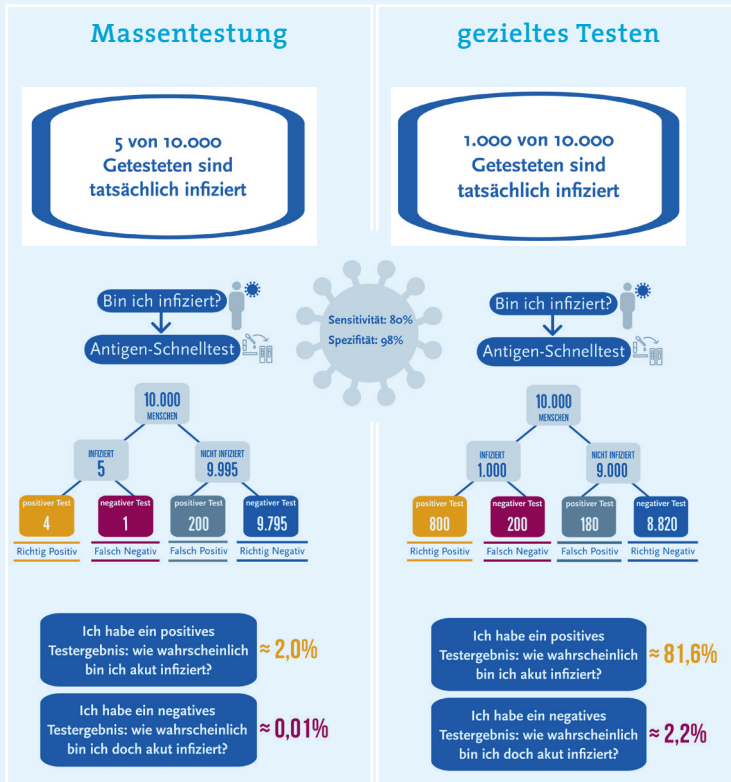 Massentestung
5 von 10.000
Getesteten sind
tatsächlich infiziert
Bin ich infiziert?
Antigen-Schnelltest
10.000
MENSCHEN
INFIZIERT
5
NICHT INFIZIERT
9.995
positiver Test
4
Richtig Positiv
negativer Test
1
Falsch Negativ
positiver Test
200
Falsch Positiv
negativer Test
9.795
Richtig Negativ
Ich habe ein positives
Testergebnis: wie wahrscheinlich
bin ich akut infiziert?
≈ 2,0%
Ich habe ein negatives
Testergebnis: wie wahrscheinlich
bin ich doch akut infiziert?
≈ 0,01%
Sensitivität: 80%
Spezifität: 98%
gezieltes Testen
1.000 von 10.000
Getesteten sind
tatsächlich infiziert
Bin ich infiziert?
Antigen-Schnelltest
10.000
MENSCHEN
INFIZIERT
1.000
NICHT INFIZIERT
9.000
positiver Test
800
Richtig Positiv
negativer Test
200
Falsch Negativ
positiver Test
180
Falsch Positiv
negativer Test
8.820
Richtig Negativ
Ich habe ein positives
Testergebnis: wie wahrscheinlich
bin ich akut infiziert?
≈ 81,6%
Ich habe ein negatives
Testergebnis: wie wahrscheinlich
bin ich doch akut infiziert?
≈ 2,2%